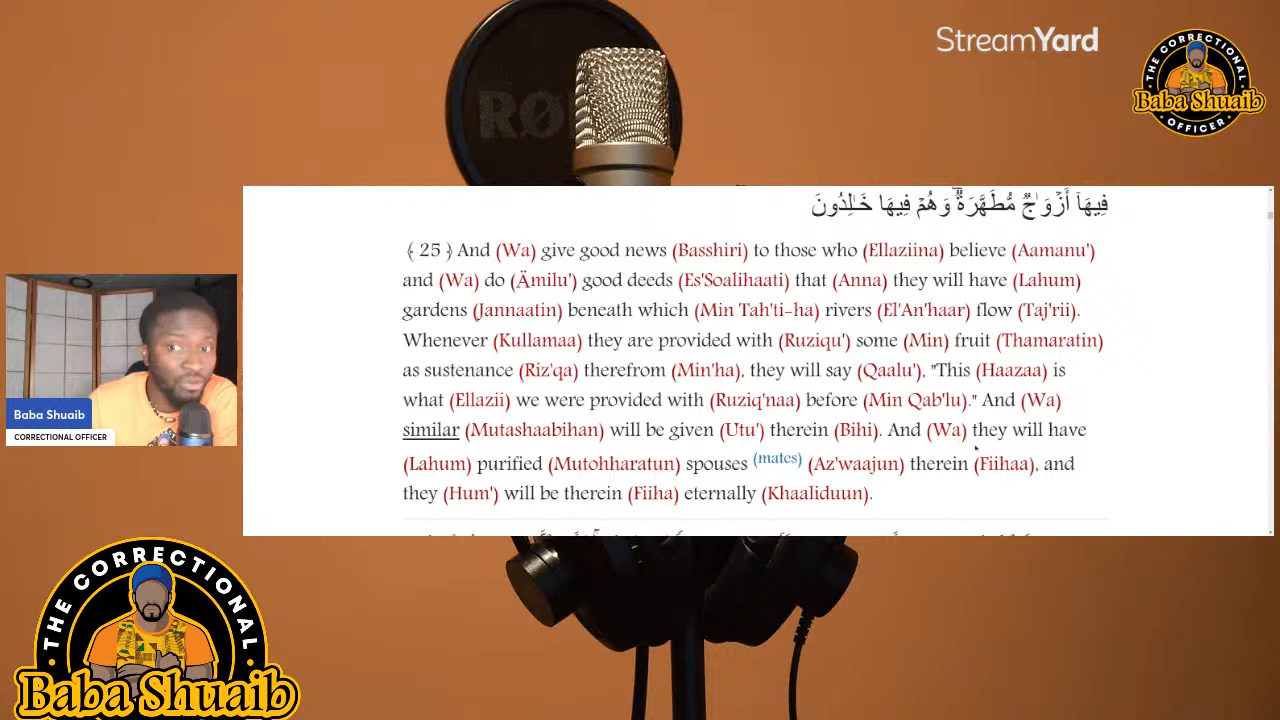 StreamYard
THE CORRECTIONAL
Baba Shuaib
OFFICER
RØ
فِيهَآ أَزْوَٰجٌ مُّطَهَّرَةٌ ۖ وَهُمْ فِيهَا خَـٰلِدُونَ
﴾ 25 ﴿ And (Wa) give good news (Basshiri) to those who (Ellaziina) believe (Aamanu')
and (Wa) do (Ämilu') good deeds (Es'Soalihaati) that (Anna) they will have (Lahum)
gardens (Jannaatin) beneath which (Min Tah'ti-ha) rivers (El'An'haar) flow (Taj'rii).
Whenever (Kullamaa) they are provided with (Ruziqu') some (Min) fruit (Thamaratin)
as sustenance (Riz'qa) therefrom (Min'ha), they will say (Qaalu'), "This (Haazaa) is
what (Ellazii) we were provided with (Ruziq'naa) before (Min Qab'lu)." And (Wa)
similar (Mutashaabihan) will be given (Utu') therein (Bihi). And (Wa) they will have
(Lahum) purified (Mutohharatun) spouses (mates) (Az'waajun) therein (Fiihaa), and
they (Hum') will be therein (Fiiha) eternally (Khaaliduun).
Baba Shuaib
CORRECTIONAL OFFICER
THE CORRECTIONAL
Baba Shuaib